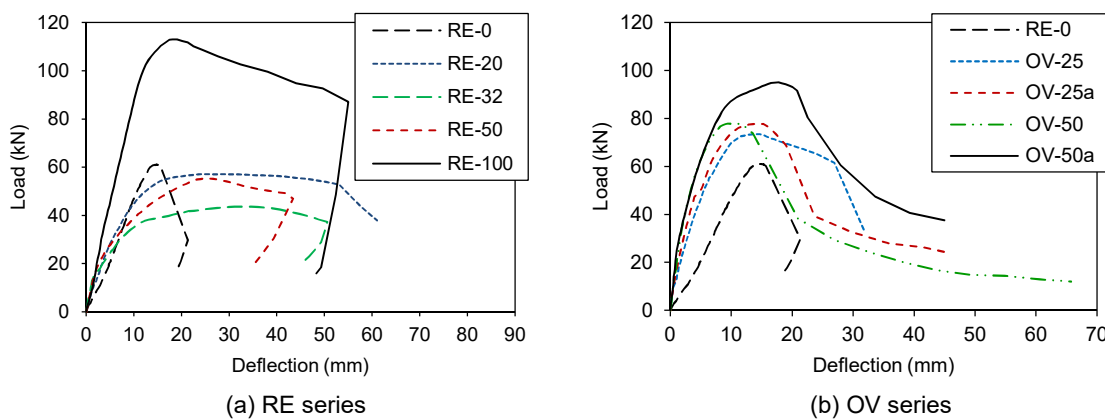 120
100
80
60
40
20
0
Load (kN)
0 10 20 30 40 50 60 70 80 90
Deflection (mm)
RE-0
RE-20
RE-32
RE-50
RE-100
(a) RE series
120
100
80
60
40
20
0
Load (kN)
0 10 20 30 40 50 60 70
Deflection (mm)
RE-0
OV-25
OV-25a
OV-50
OV-50a
(b) OV series